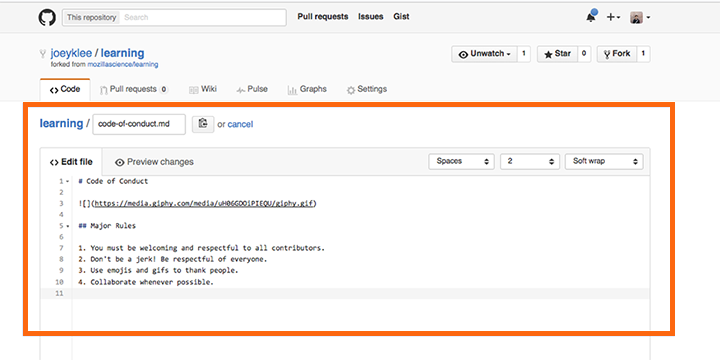 This repository Search
Pull requests Issues Gist
joeyklee / learning
forked from mozillascience/learning
Unwatch 1 Star 0 Fork 1
Code Pull requests 0 Wiki Pulse Graphs Settings
learning / code-of-conduct.md or cancel
Edit file Preview changes Spaces 2 Soft wrap
1 # Code of Conduct
2
3 ![](https://media.giphy.com/media/uH06GDOiPIEQU/giphy.gif)
4
5 ## Major Rules
6
7 1. You must be welcoming and respectful to all contributors.
8 2. Don't be a jerk! Be respectful of everyone.
9 3. Use emojis and gifs to thank people.
10 4. Collaborate whenever possible.
11